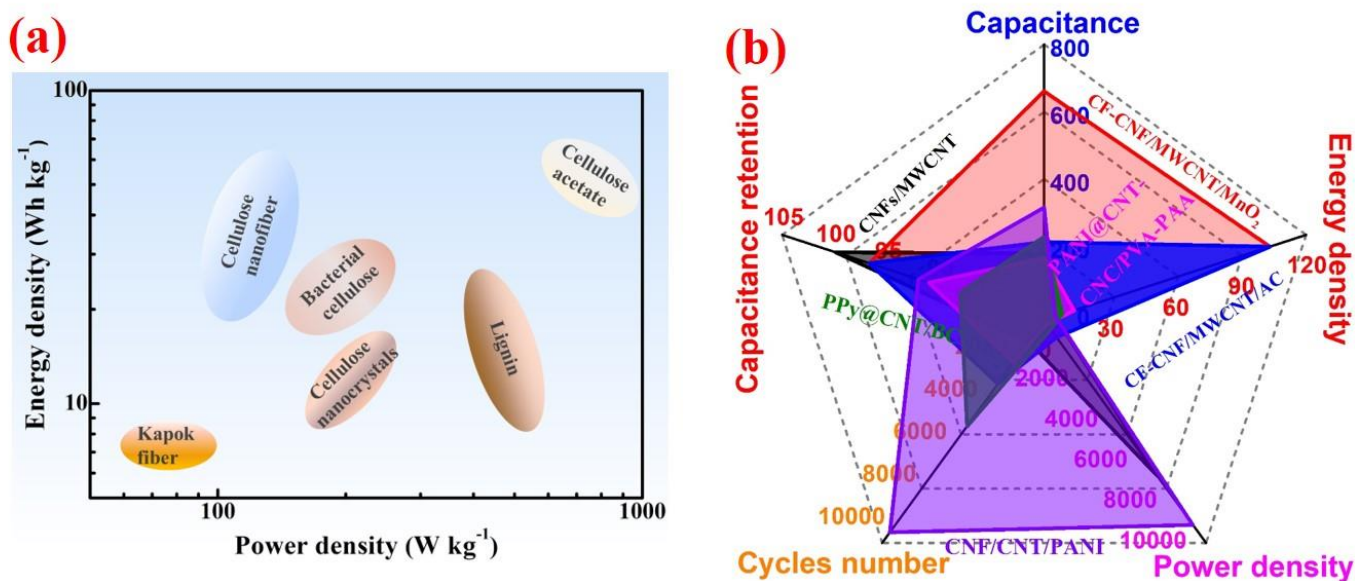 (a)
Energy density (Wh kg⁻¹)
100
10
Cellulose
nanofiber
Bacterial
cellulose
Cellulose
nanocrystals
Lignin
Cellulose
acetate
Kapok
fiber
100
1000
Power density (W kg⁻¹)
(b)
Capacitance
800
600
400
Energy density
120
90
60
30
0
Power density
10000
8000
6000
4000
2000
Cycles number
10000
8000
6000
4000
Capacitance retention
105
100
95
CNFs/MWCNT
CF-CNF/MWCNT/MnO₂
PANI@CNT-
CNC/PVA-PAA
CF-CNF/MWCNT/AC
PPy@CNT/BC
CNF/CNT/PANI